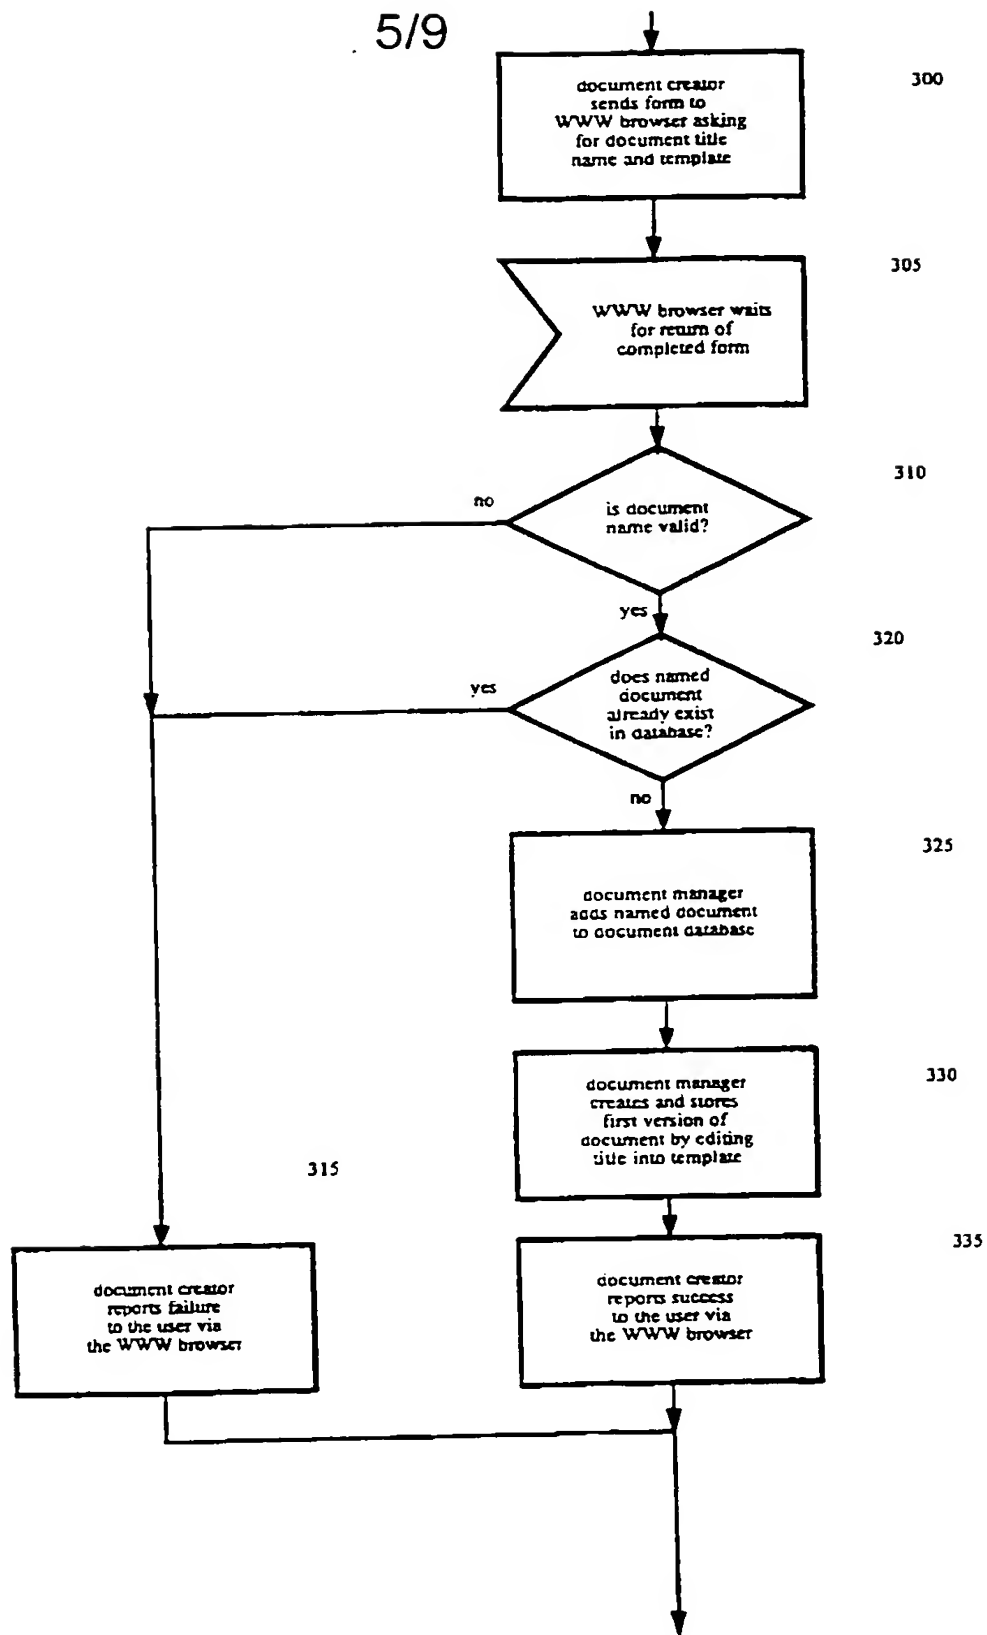 5/9
document creator
sends form to
WWW browser asking
for document title
name and template
300
305
WWW browser waits
for return of
completed form
310
no
is document
name valid?
yes
320
yes
does named
document
already exist
in database?
no
325
document manager
adds named document
to document database
330
document manager
creates and stores
first version of
document by editing
title into template
315
335
document creator
reports failure
to the user via
the WWW browser
document creator
reports success
to the user via
the WWW browser